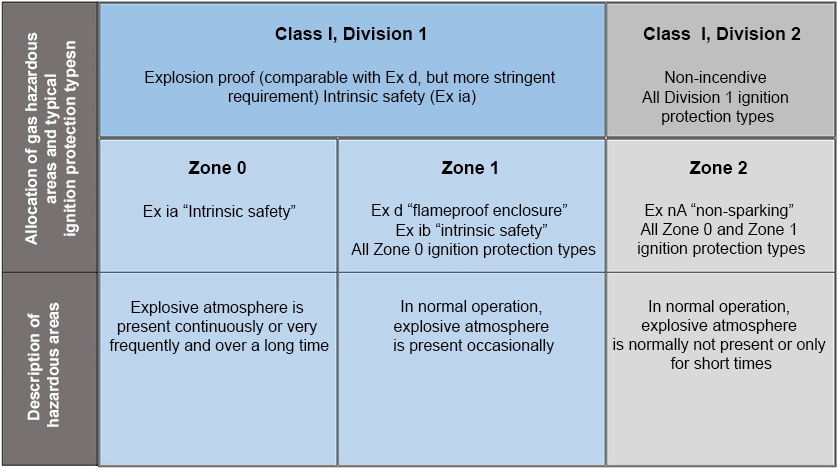 Allocation of gas hazardous
areas and typical
ignition protection typesn
Class I, Division 1
Explosion proof (comparable with Ex d, but more stringent
requirement) Intrinsic safety (Ex ia)
Class  I, Division 2
Non-incendive
All Division 1 ignition
protection types
Zone 0
Ex ia “Intrinsic safety”
Zone 1
Ex d “flameproof enclosure”
Ex ib “intrinsic safety”
All Zone 0 ignition protection types
Zone 2
Ex nA “non-sparking”
All Zone 0 and Zone 1
ignition protection types
Description of
hazardous areas
Explosive atmosphere is
present continuously or very
frequently and over a long time
In normal operation,
explosive atmosphere
is present occasionally
In normal operation,
explosive atmosphere
is normally not present or only
for short times